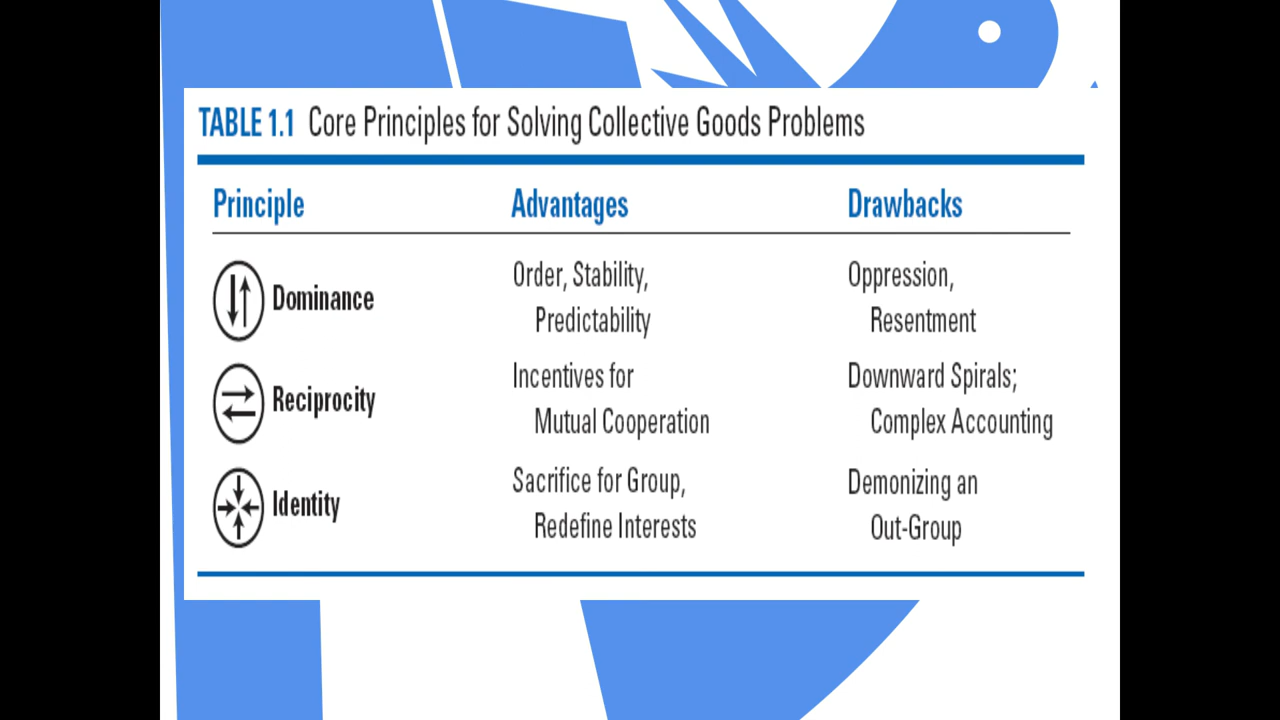 TABLE 1.1 Core Principles for Solving Collective Goods Problems
Principle Advantages Drawbacks
Dominance Order, Stability, Predictability Oppression, Resentment
Reciprocity Incentives for Mutual Cooperation Downward Spirals; Complex Accounting
Identity Sacrifice for Group, Redefine Interests Demonizing an Out-Group